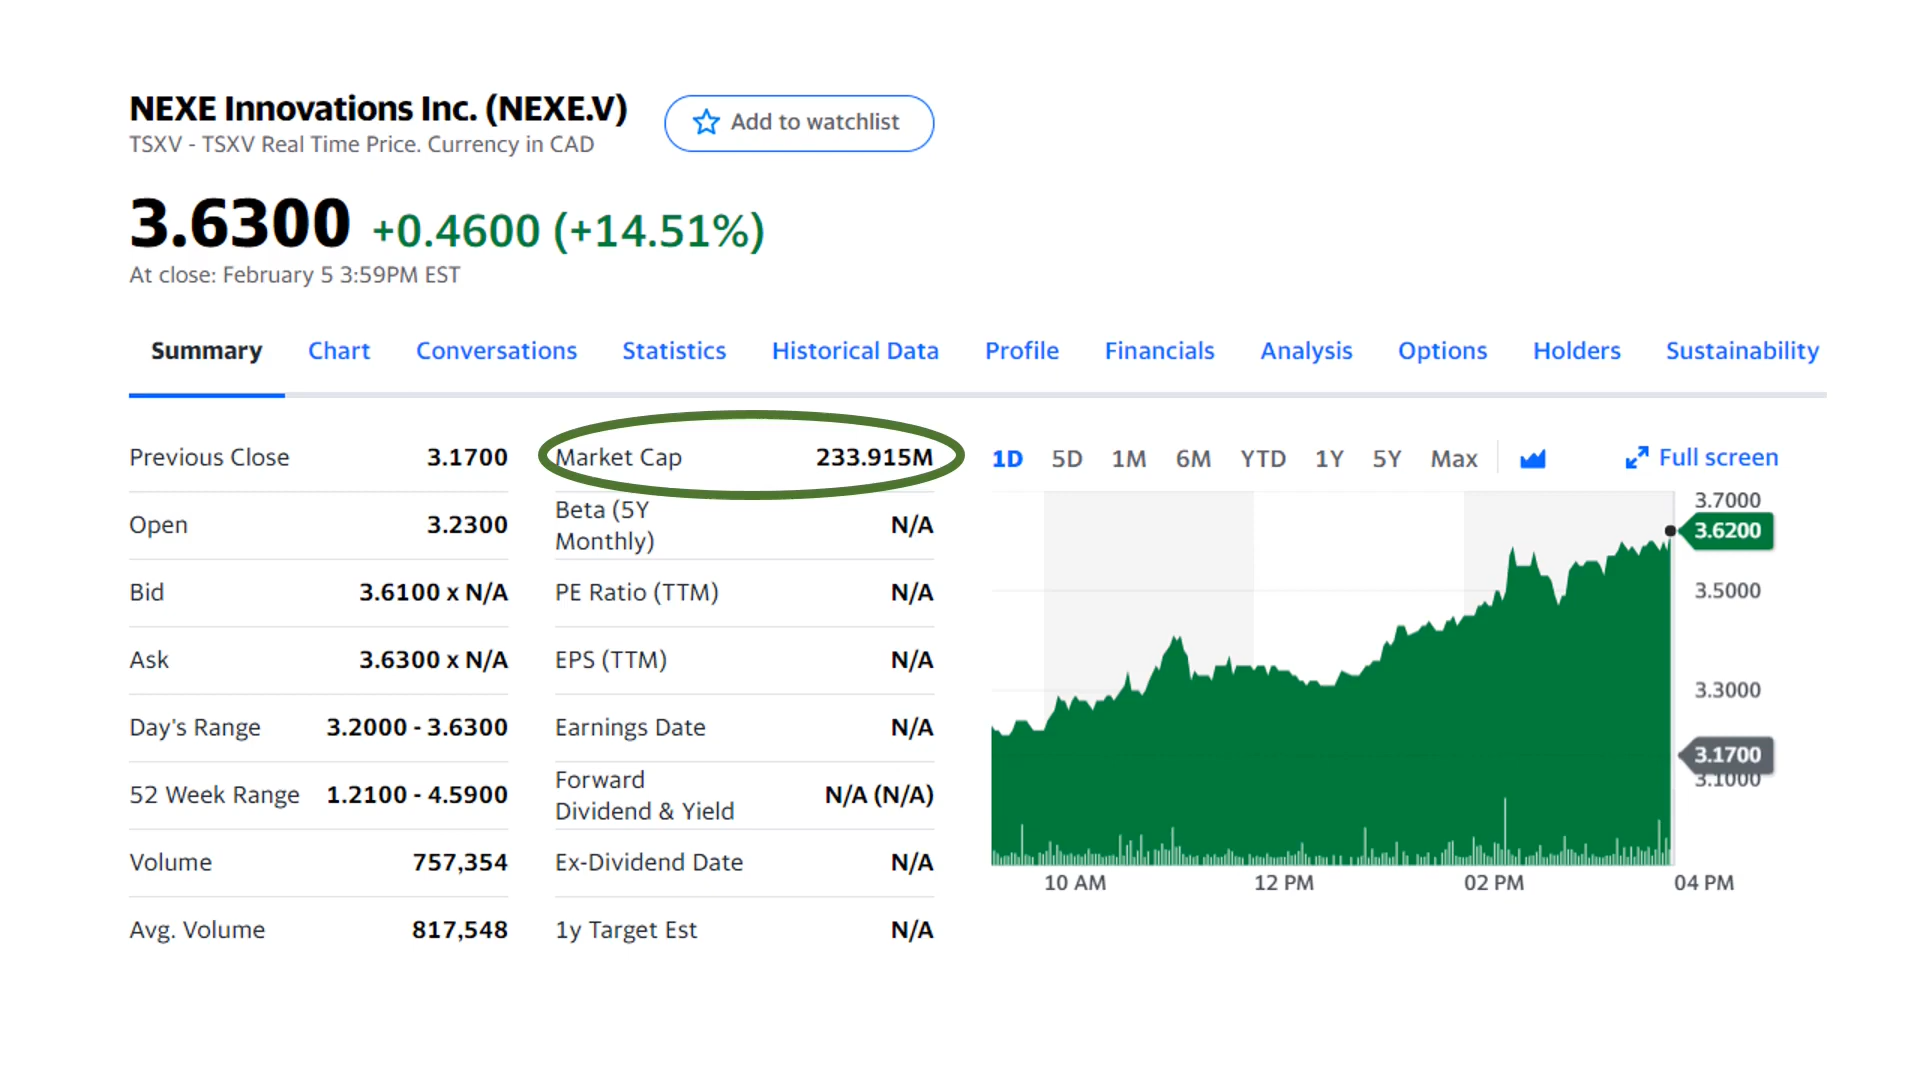 NEXE Innovations Inc. (NEXE.V)
Add to watchlist
TSXV - TSXV Real Time Price. Currency in CAD
3.6300 +0.4600 (+14.51%)
At close: February 5 3:59PM EST
Summary Chart Conversations Statistics Historical Data Profile Financials Analysis Options Holders Sustainability
Previous Close 3.1700
Open 3.2300
Bid 3.6100 x N/A
Ask 3.6300 x N/A
Day's Range 3.2000 - 3.6300
52 Week Range 1.2100 - 4.5900
Volume 757,354
Avg. Volume 817,548
Market Cap 233.915M
Beta (5Y
Monthly) N/A
PE Ratio (TTM) N/A
EPS (TTM) N/A
Earnings Date N/A
Forward
Dividend & Yield N/A (N/A)
Ex-Dividend Date N/A
1y Target Est N/A
1D 5D 1M 6M YTD 1Y 5Y Max Full screen
3.7000
3.6200
3.5000
3.3000
3.1700
3.1000
10 AM 12 PM 02 PM 04 PM